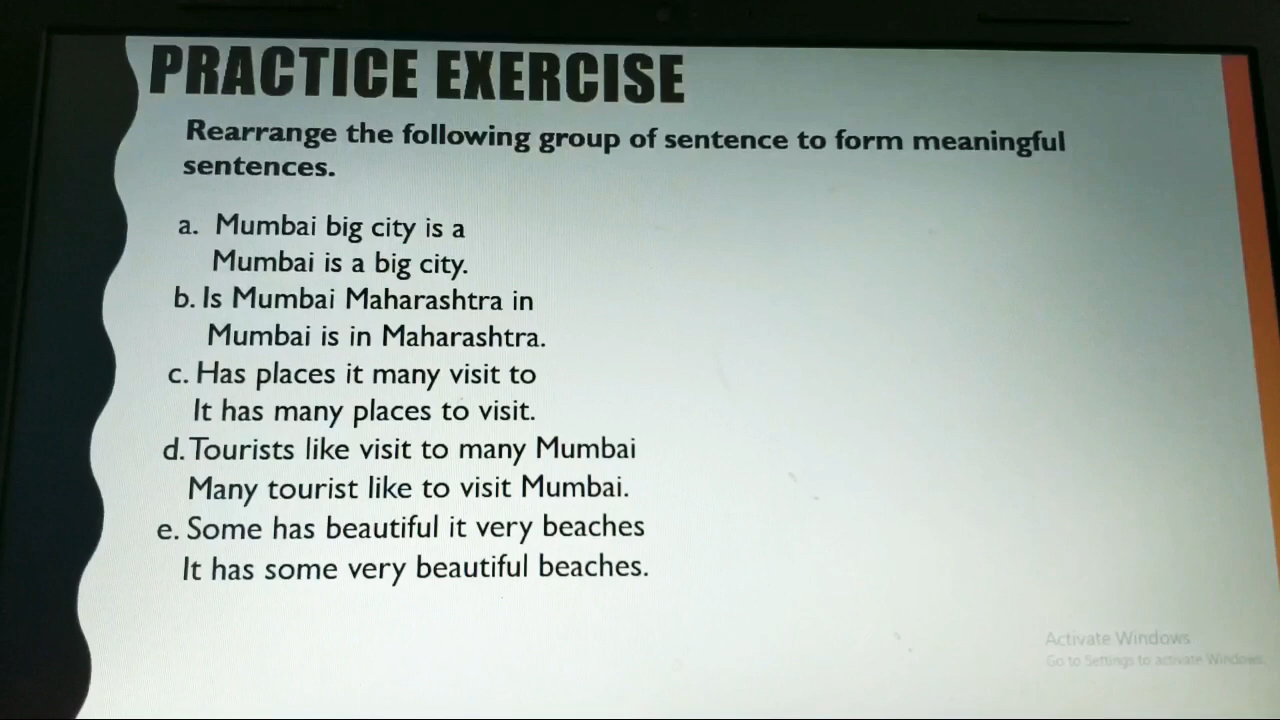 PRACTICE EXERCISE
Rearrange the following group of sentence to form meaningful
sentences.
a. Mumbai big city is a
Mumbai is a big city.
b. Is Mumbai Maharashtra in
Mumbai is in Maharashtra.
c. Has places it many visit to
It has many places to visit.
d. Tourists like visit to many Mumbai
Many tourist like to visit Mumbai.
e. Some has beautiful it very beaches
It has some very beautiful beaches.
Activate Windows
Go to Settings to activate Windows.